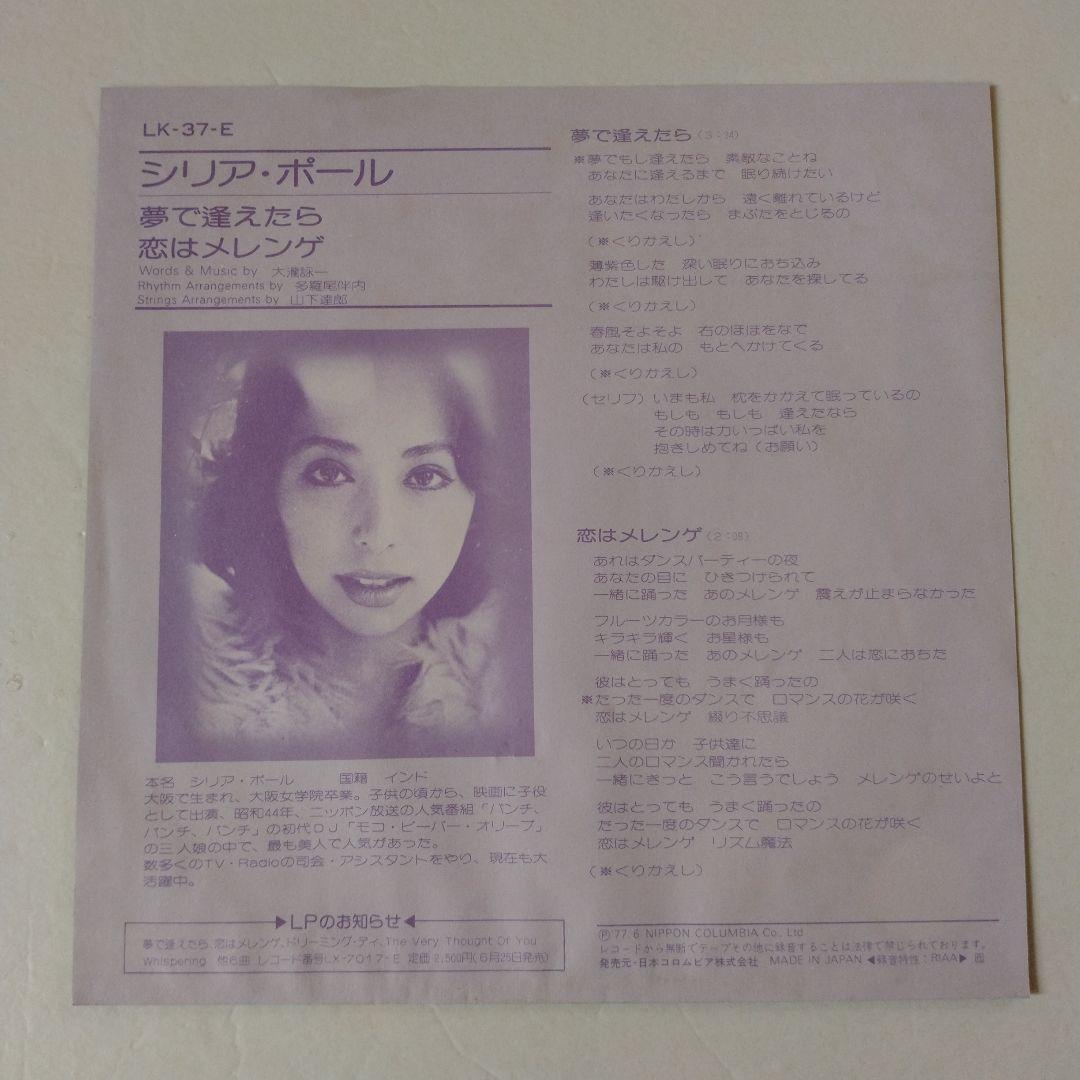 LK-37-E
シリア・ポール
夢で逢えたら
恋はメレンゲ
Words & Music by 大瀧詠一
Rhythm Arrangements by 多羅尾伴内
Strings Arrangements by 山下達郎
本名 シリア・ポール 国籍 インド
大阪で生まれ、大阪女学院卒業。子供の頃から、映画に子役
として出演、昭和44年、ニッポン放送の人気番組「パンチ、
パンチ、パンチ」の初代DJ「モコ・ビーバー・オリーブ」
の三人娘の中で、最も美人で人気があった。
数多くのTV・Radioの司会・アシスタントをやり、現在も大
活躍中。
▶LPのお知らせ◀
夢で逢えたら、恋はメレンゲ、ドリーミング・デイ、The Very Thought Of You
Whispering 他6曲 レコード番号LX-7017-E 定価2,500円(6月25日発売)
夢で逢えたら(3:34)
※夢でもし逢えたら 素敵なことね
あなたに逢えるまで 眠り続けたい
あなたはわたしから 遠く離れているけど
逢いたくなったら まぶたをとじるの
(※くりかえし)
薄紫色した 深い眠りにおち込み
わたしは駆け出して あなたを探してる
(※くりかえし)
春風そよそよ 右のほほをなで
あなたは私の もとへかけてくる
(※くりかえし)
(セリフ)いまも私 枕をかかえて眠っているの
もしも もしも 逢えたなら
その時は力いっぱい私を
抱きしめてね(お願い)
(※くりかえし)
恋はメレンゲ(2:08)
あれはダンスパーティーの夜
あなたの目に ひきつけられて
一緒に踊った あのメレンゲ 震えが止まらなかった
フルーツカラーのお月様も
キラキラ輝く お星様も
一緒に踊った あのメレンゲ 二人は恋におちた
彼はとっても うまく踊ったの
※たった一度のダンスで ロマンスの花が咲く
恋はメレンゲ 綴り不思議
いつの日か 子供達に
二人のロマンス聞かれたら
一緒にきっと こう言うでしょう メレンゲのせいよと
彼はとっても うまく踊ったの
たった一度のダンスで ロマンスの花が咲く
恋はメレンゲ リズム魔法
(※くりかえし)
Ⓟ'77.6 NIPPON COLUMBIA Co., Ltd
レコードから無断でテープその他に録音することは法律で禁じられております。
発売元・日本コロムビア株式会社 MADE IN JAPAN ◀録音特性:RIAA▶